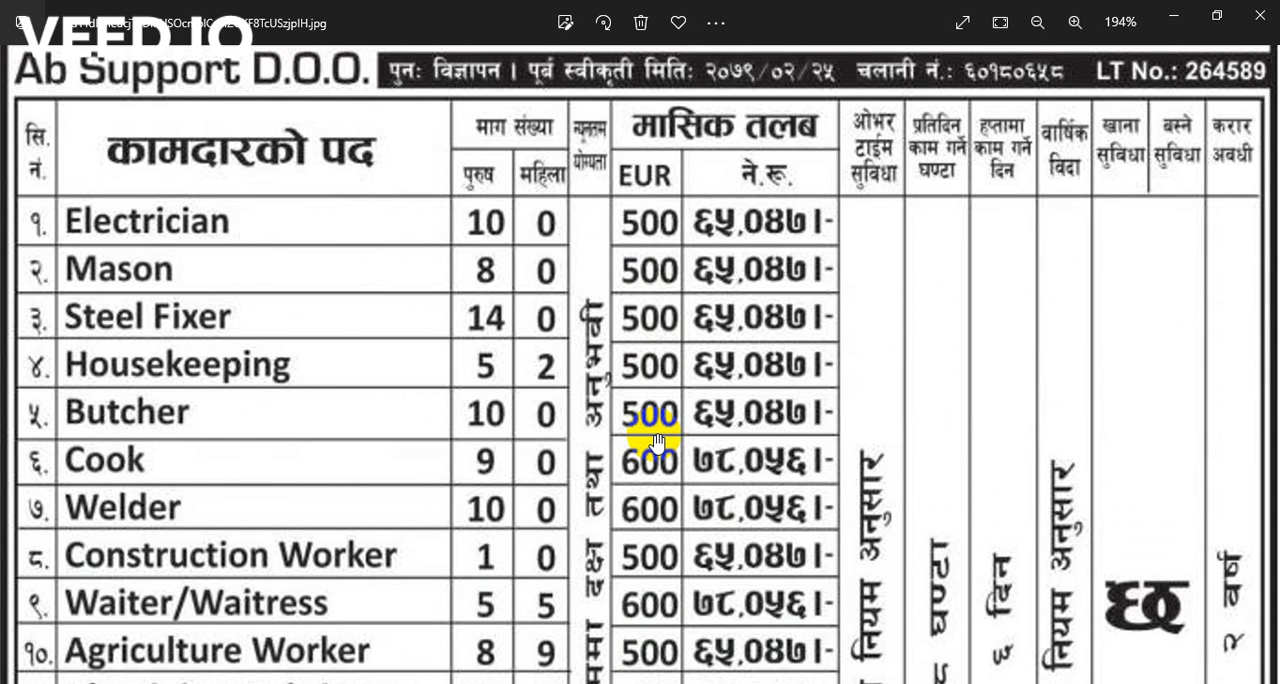 VEED.IO
194%
Ab Support D.O.O. पुनः विज्ञापन । पूर्व स्वीकृती मितिः २०७९/०२/२५ चलानी नं.: ६०१८०६५८ LT No.: 264589
सि. नं. कामदारको पद माग संख्या न्यूनतम योग्यता मासिक तलब ओभर टाईम सुविधा प्रतिदिन काम गर्ने घण्टा हप्तामा काम गर्ने दिन वार्षिक विदा खाना सुविधा बस्ने सुविधा करार अवधी
पुरुष महिला EUR ने.रू.
१. Electrician 10 0 500 ६५,०४७।-
२. Mason 8 0 500 ६५,०४७।-
३. Steel Fixer 14 0 500 ६५,०४७।-
४. Housekeeping 5 2 500 ६५,०४७।-
५. Butcher 10 0 500 ६५,०४७।-
६. Cook 9 0 600 ७८,०५६।-
७. Welder 10 0 600 ७८,०५६।-
८. Construction Worker 1 0 500 ६५,०४७।-
९. Waiter/Waitress 5 5 600 ७८,०५६।-
१०. Agriculture Worker 8 9 500 ६५,०४७।-
दक्ष तथा अनुभवी
नियम अनुसार
८ घण्टा
६ दिन
नियम अनुसार
छ
२ वर्ष